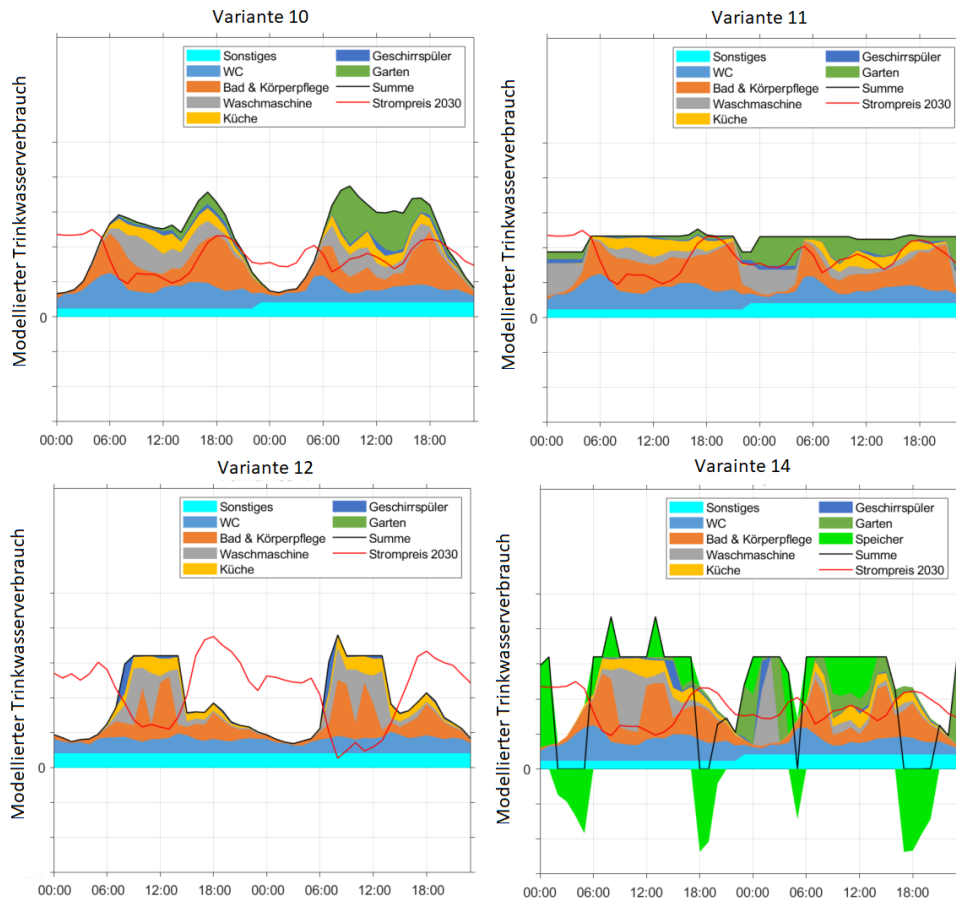 Variante 10
Modellierter Trinkwasserverbrauch
Sonstiges
WC
Bad & Körperpflege
Waschmaschine
Küche
Geschirrspüler
Garten
Summe
Strompreis 2030
0
00:00 06:00 12:00 18:00 00:00 06:00 12:00 18:00
Variante 11
Modellierter Trinkwasserverbrauch
Sonstiges
WC
Bad & Körperpflege
Waschmaschine
Küche
Geschirrspüler
Garten
Summe
Strompreis 2030
0
00:00 06:00 12:00 18:00 00:00 06:00 12:00 18:00
Variante 12
Modellierter Trinkwasserverbrauch
Sonstiges
WC
Bad & Körperpflege
Waschmaschine
Küche
Geschirrspüler
Garten
Summe
Strompreis 2030
0
00:00 06:00 12:00 18:00 00:00 06:00 12:00 18:00
Varainte 14
Modellierter Trinkwasserverbrauch
Sonstiges
WC
Bad & Körperpflege
Waschmaschine
Küche
Geschirrspüler
Garten
Speicher
Summe
Strompreis 2030
0
00:00 06:00 12:00 18:00 00:00 06:00 12:00 18:00